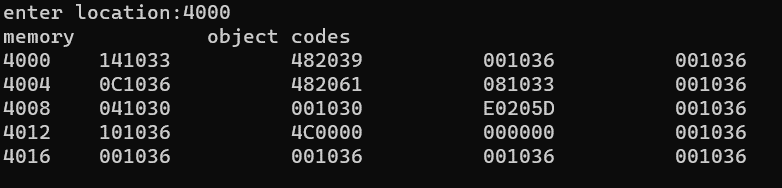 enter location:4000
memory object codes
4000 141033 482039 001036 001036
4004 0C1036 482061 081033 001036
4008 041030 001030 E0205D 001036
4012 101036 4C0000 000000 001036
4016 001036 001036 001036 001036